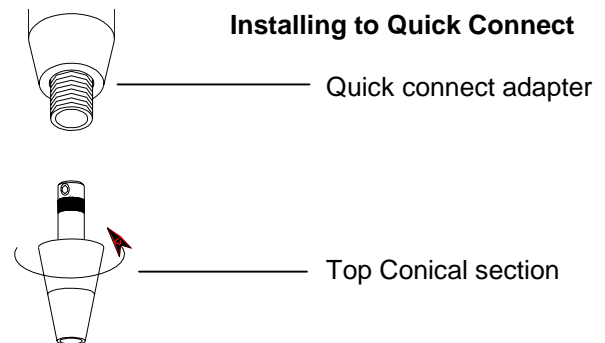 Installing to Quick Connect
Quick connect adapter
Top Conical section